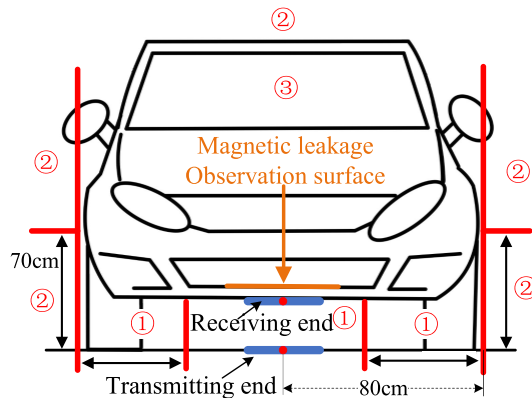 ②
③
Magnetic leakage
Observation surface
②
②
70cm
②
②
①
Receiving end
①
①
Transmitting end
80cm